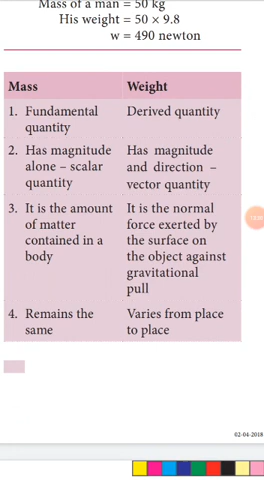 Mass of a man = 50 kg
His weight = 50 × 9.8
w = 490 newton
Mass
Weight
1. Fundamental
quantity
Derived quantity
2. Has magnitude
alone – scalar
quantity
Has magnitude
and direction –
vector quantity
3. It is the amount
of matter
contained in a
body
It is the normal
force exerted by
the surface on
the object against
gravitational
pull
4. Remains the
same
Varies from place
to place
02-04-2018